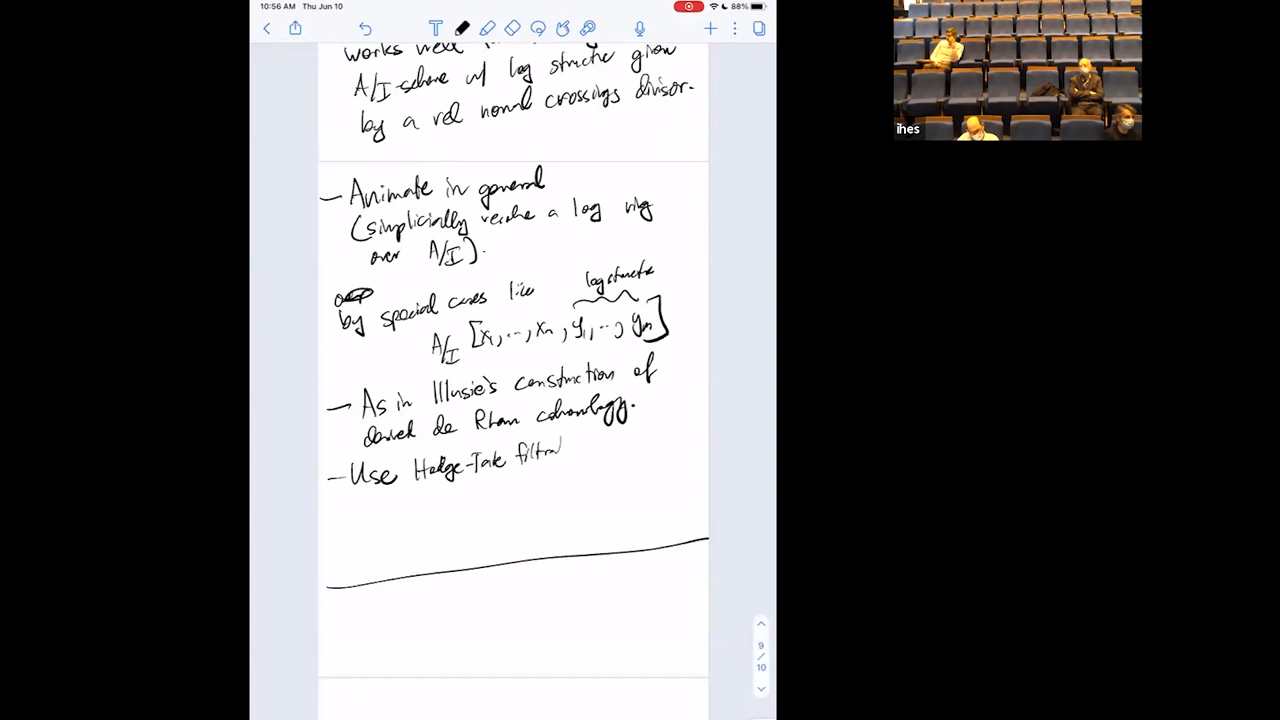 10:56 AM Thu Jun 10
88%
works well
A/I-scheme w/ log structure given
by a rel normal crossings divisor.
ihes
— Animate in general
(simplicially resolve a log ring
over A/I).
log structure
by special cases like
A/I [x₁, ..., xₙ, y₁, ..., yₘ]
— As in Illusie's construction of
derived de Rham cohomology.
— Use Hodge-Tate filtra
9
/
10